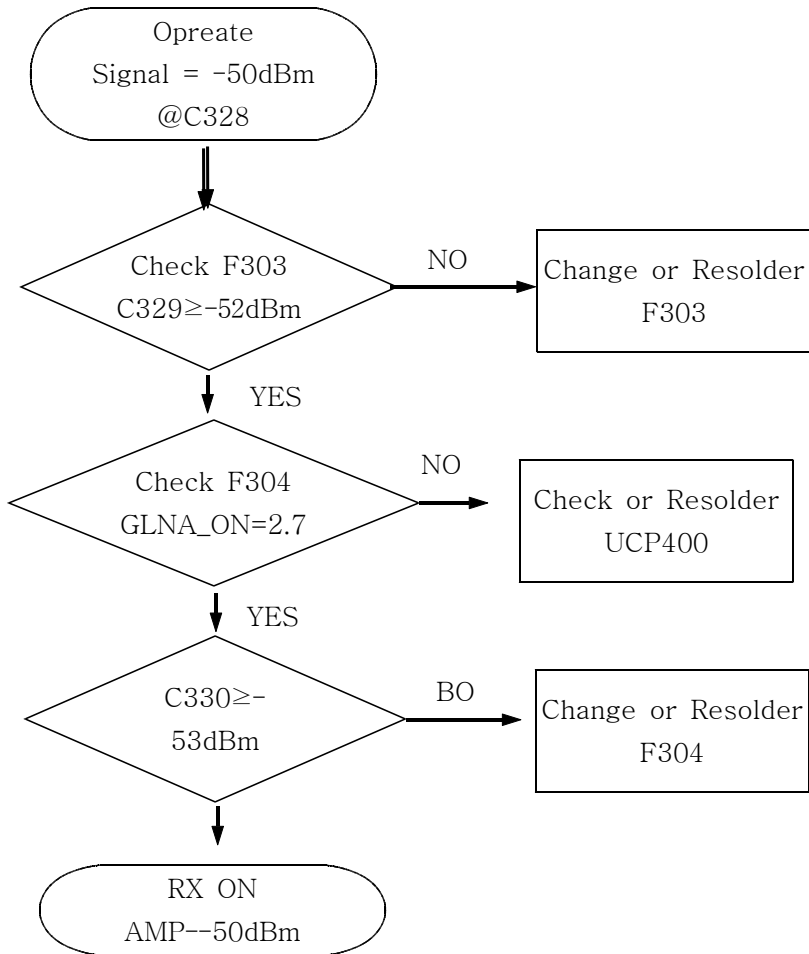 Opreate
Signal = -50dBm
@C328
Check F303
C329≥-52dBm
NO
Change or Resolder
F303
YES
Check F304
GLNA_ON=2.7
NO
Check or Resolder
UCP400
YES
C330≥-
53dBm
BO
Change or Resolder
F304
RX ON
AMP--50dBm